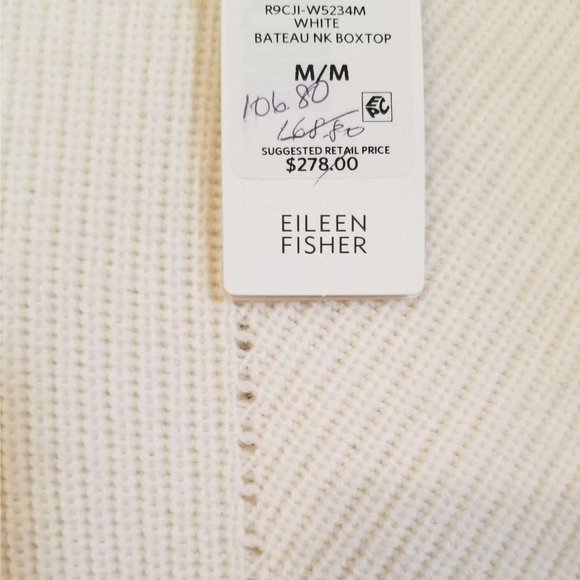 R9CJI-W5234M
WHITE
BATEAU NK BOXTOP
M/M
106.80
168.80
SUGGESTED RETAIL PRICE
$278.00
EILEEN
FISHER